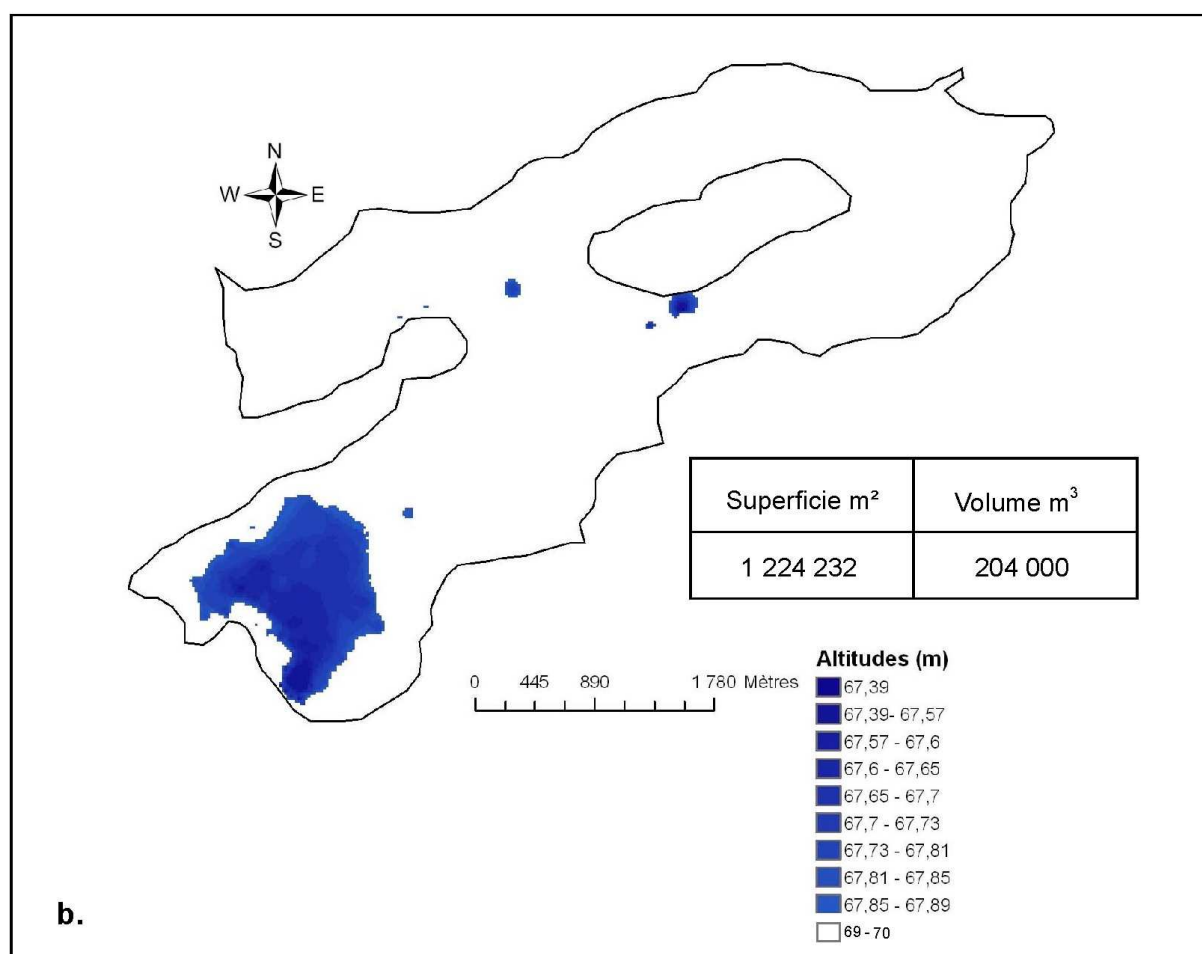 N
W E
S
Superficie m² Volume m³
1 224 232 204 000
0 445 890 1 780 Mètres
Altitudes (m)
67,39
67,39- 67,57
67,57 - 67,6
67,6 - 67,65
67,65 - 67,7
67,7 - 67,73
67,73 - 67,81
67,81 - 67,85
67,85 - 67,89
69 - 70
b.